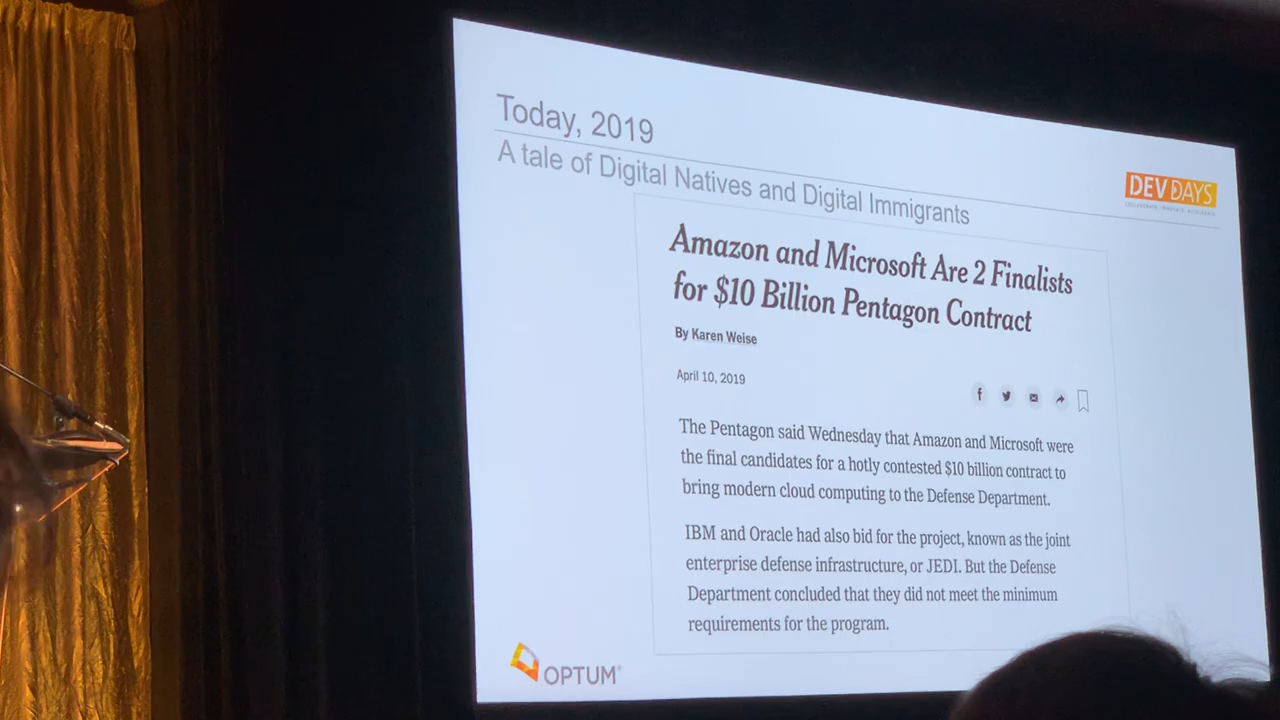 Today, 2019
A tale of Digital Natives and Digital Immigrants
DEV DAYS
Amazon and Microsoft Are 2 Finalists
for $10 Billion Pentagon Contract
By Karen Weise
April 10, 2019
The Pentagon said Wednesday that Amazon and Microsoft were
the final candidates for a hotly contested $10 billion contract to
bring modern cloud computing to the Defense Department.
IBM and Oracle had also bid for the project, known as the joint
enterprise defense infrastructure, or JEDI. But the Defense
Department concluded that they did not meet the minimum
requirements for the program.
OPTUM®